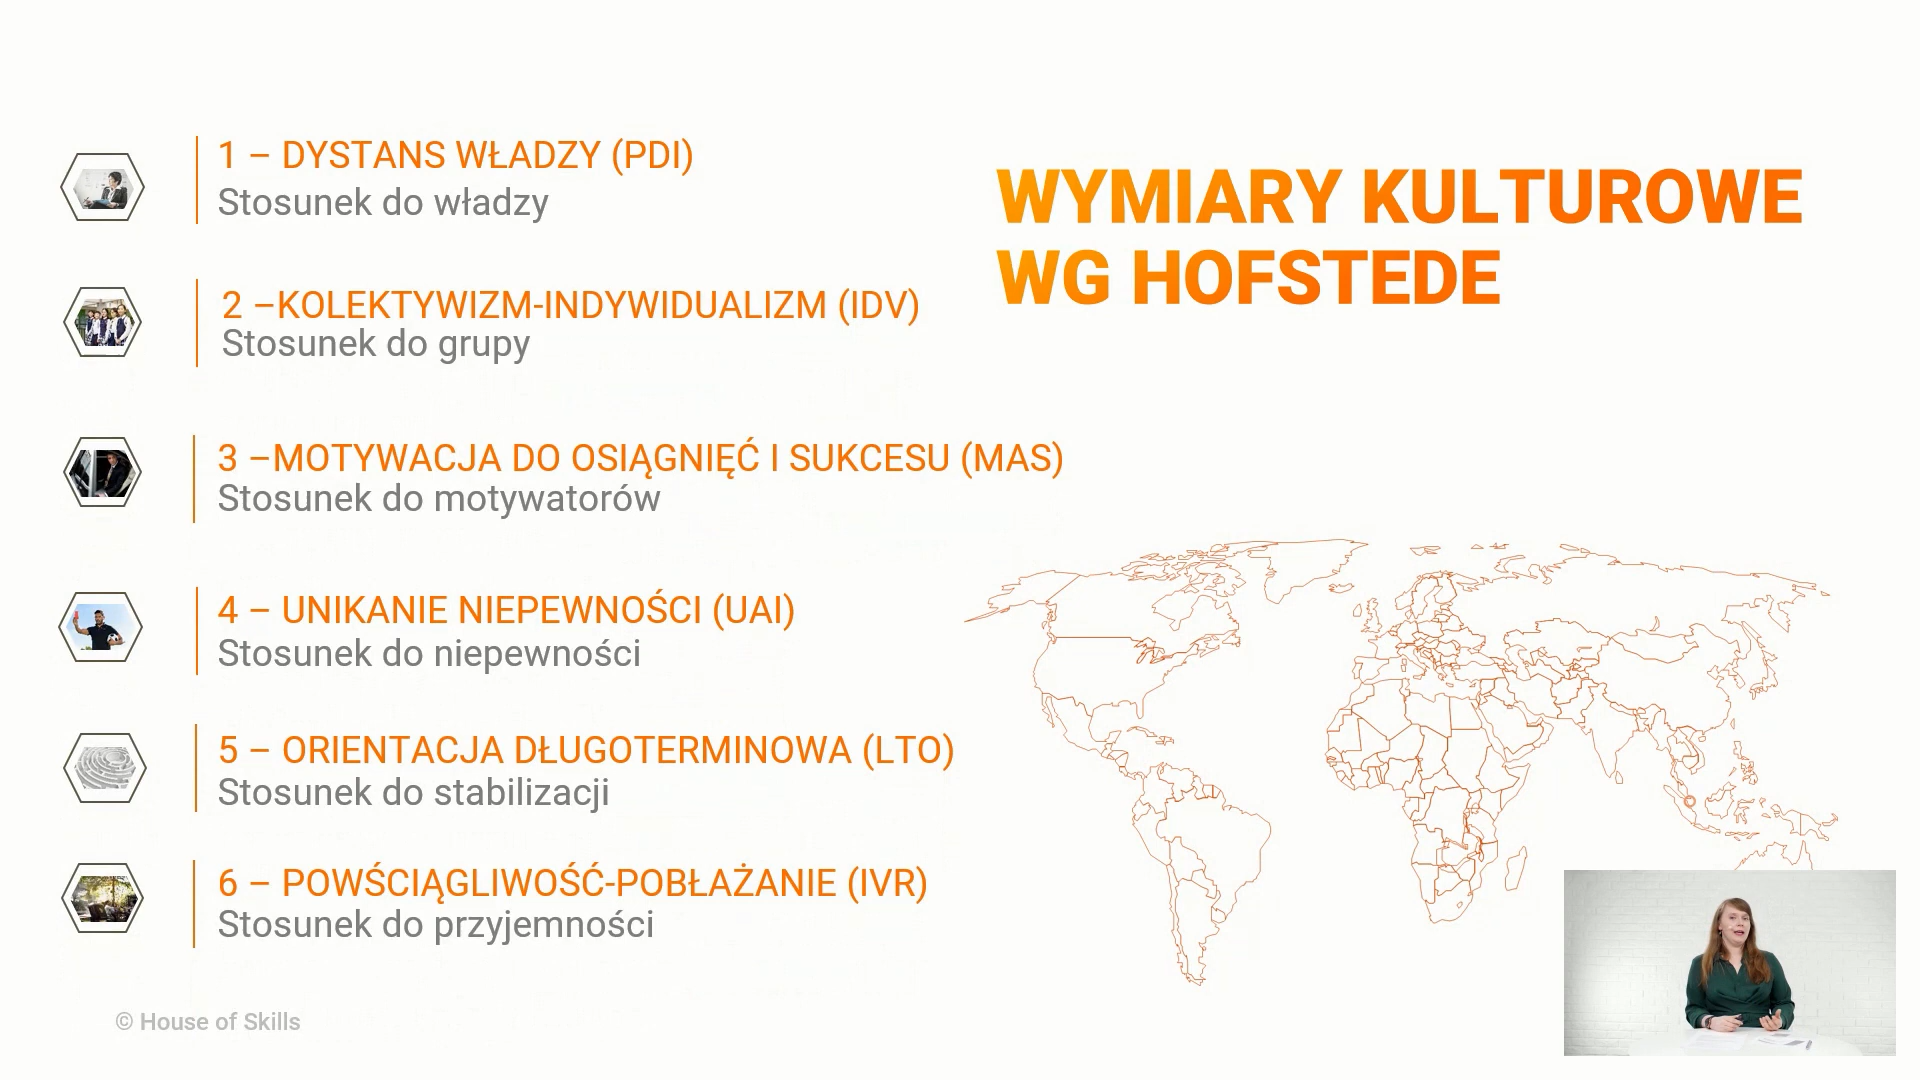 1 – DYSTANS WŁADZY (PDI)
Stosunek do władzy
WYMIARY KULTUROWE
WG HOFSTEDE
2 –KOLEKTYWIZM-INDYWIDUALIZM (IDV)
Stosunek do grupy
3 –MOTYWACJA DO OSIĄGNIĘĆ I SUKCESU (MAS)
Stosunek do motywatorów
4 – UNIKANIE NIEPEWNOŚCI (UAI)
Stosunek do niepewności
5 – ORIENTACJA DŁUGOTERMINOWA (LTO)
Stosunek do stabilizacji
6 – POWŚCIĄGLIWOŚĆ-POBŁAŻANIE (IVR)
Stosunek do przyjemności
© House of Skills